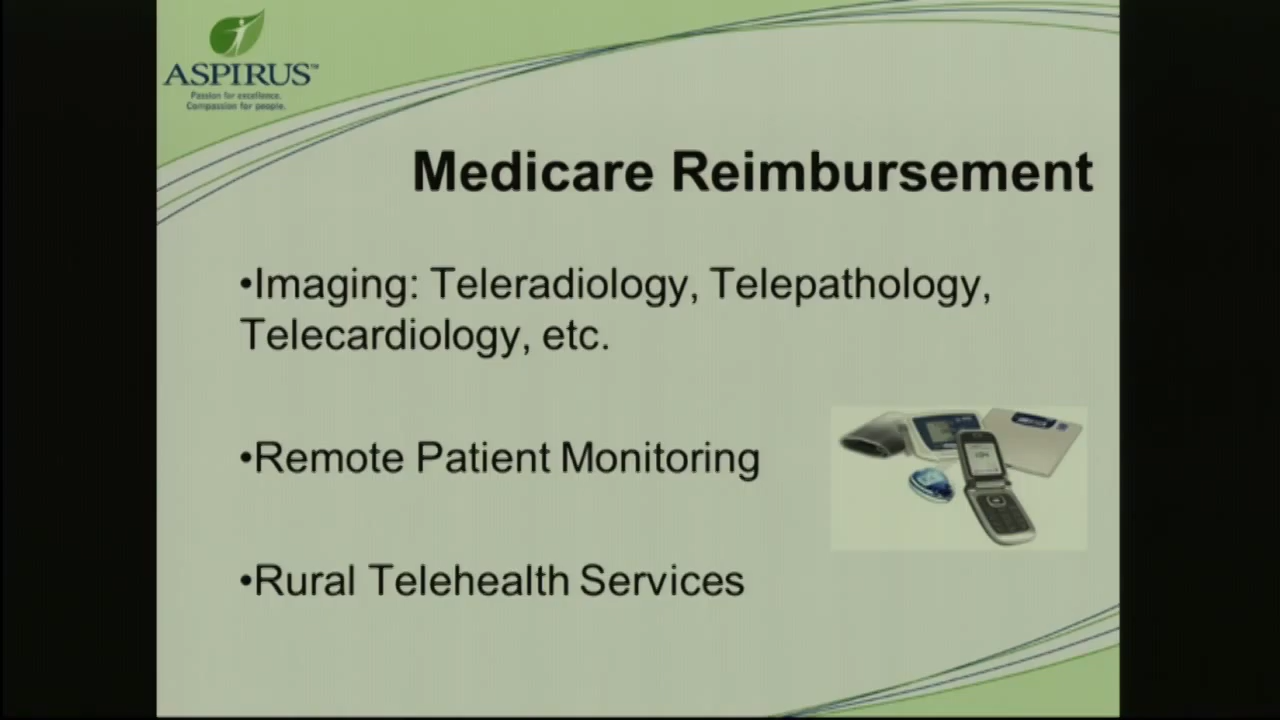 ASPIRUS™
Passion for excellence.
Compassion for people.
Medicare Reimbursement
•Imaging: Teleradiology, Telepathology,
Telecardiology, etc.
•Remote Patient Monitoring
•Rural Telehealth Services